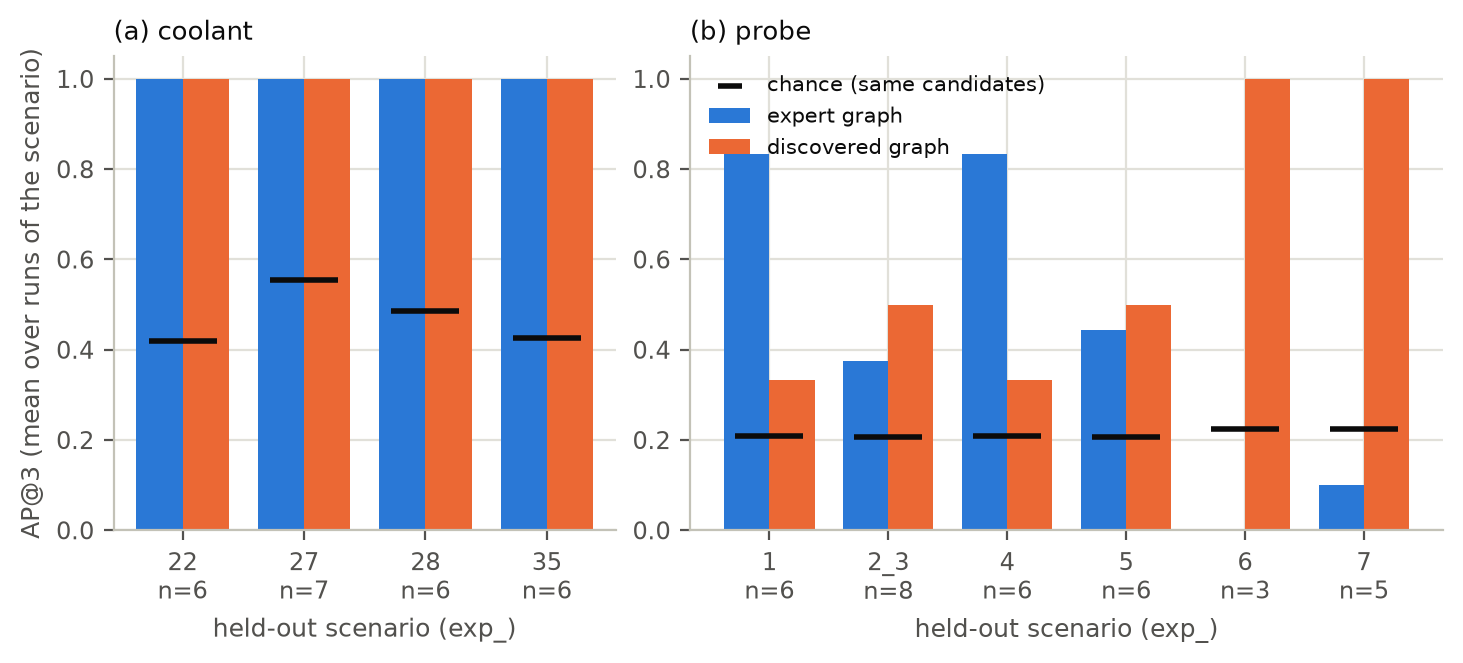 (a) coolant
AP@3 (mean over runs of the scenario)
1.0
0.8
0.6
0.4
0.2
0.0
22 27 28 35
n=6 n=7 n=6 n=6
held-out scenario (exp_)
(b) probe
chance (same candidates)
expert graph
discovered graph
1.0
0.8
0.6
0.4
0.2
0.0
1 2_3 4 5 6 7
n=6 n=8 n=6 n=6 n=3 n=5
held-out scenario (exp_)